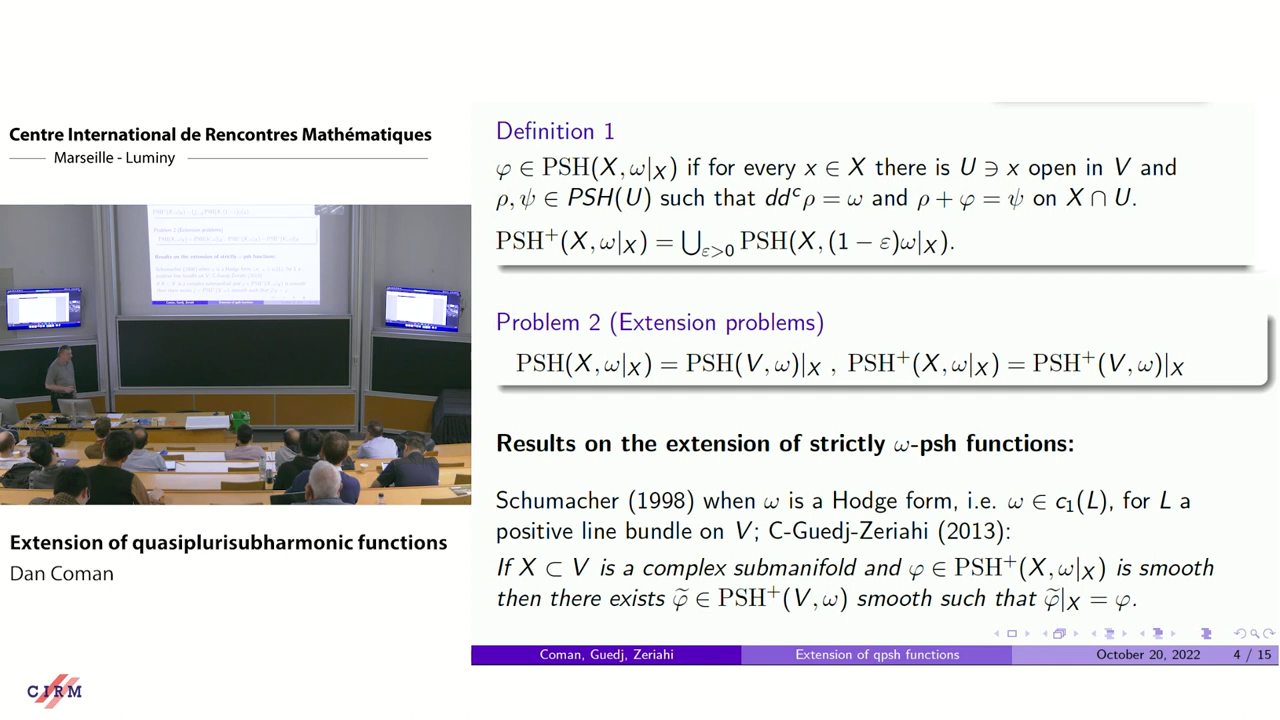 Centre International de Rencontres Mathématiques
Marseille - Luminy
Extension of quasiplurisubharmonic functions
Dan Coman
CIRM
Definition 1
φ ∈ PSH(X, ω|_X) if for every x ∈ X there is U ∋ x open in V and
ρ, ψ ∈ PSH(U) such that dd^c ρ = ω and ρ + φ = ψ on X ∩ U.
PSH⁺(X, ω|_X) = ⋃_{ε>0} PSH(X, (1 − ε)ω|_X).
Problem 2 (Extension problems)
PSH(X, ω|_X) = PSH(V, ω)|_X , PSH⁺(X, ω|_X) = PSH⁺(V, ω)|_X
Results on the extension of strictly ω-psh functions:
Schumacher (1998) when ω is a Hodge form, i.e. ω ∈ c₁(L), for L a
positive line bundle on V; C-Guedj-Zeriahi (2013):
If X ⊂ V is a complex submanifold and φ ∈ PSH⁺(X, ω|_X) is smooth
then there exists φ̃ ∈ PSH⁺(V, ω) smooth such that φ̃|_X = φ.
Coman, Guedj, Zeriahi Extension of qpsh functions October 20, 2022 4 / 15